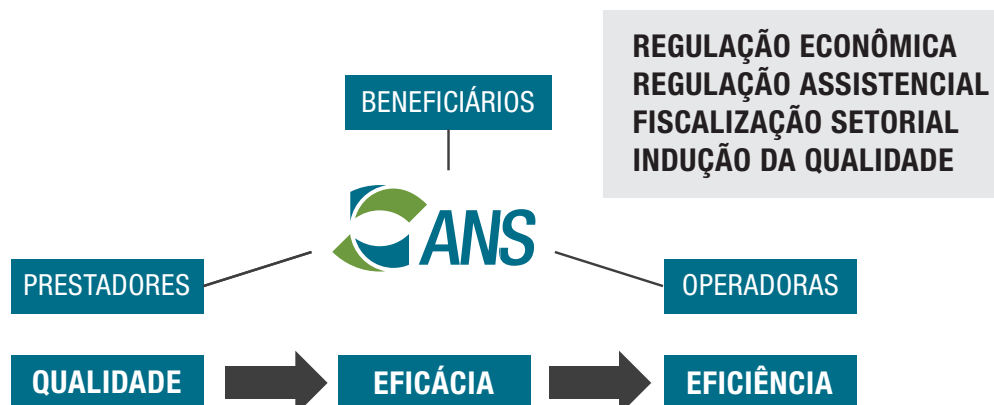 REGULAÇÃO ECONÔMICA
REGULAÇÃO ASSISTENCIAL
FISCALIZAÇÃO SETORIAL
INDUÇÃO DA QUALIDADE
BENEFICIÁRIOS
ANS
PRESTADORES
OPERADORAS
QUALIDADE
EFICÁCIA
EFICIÊNCIA